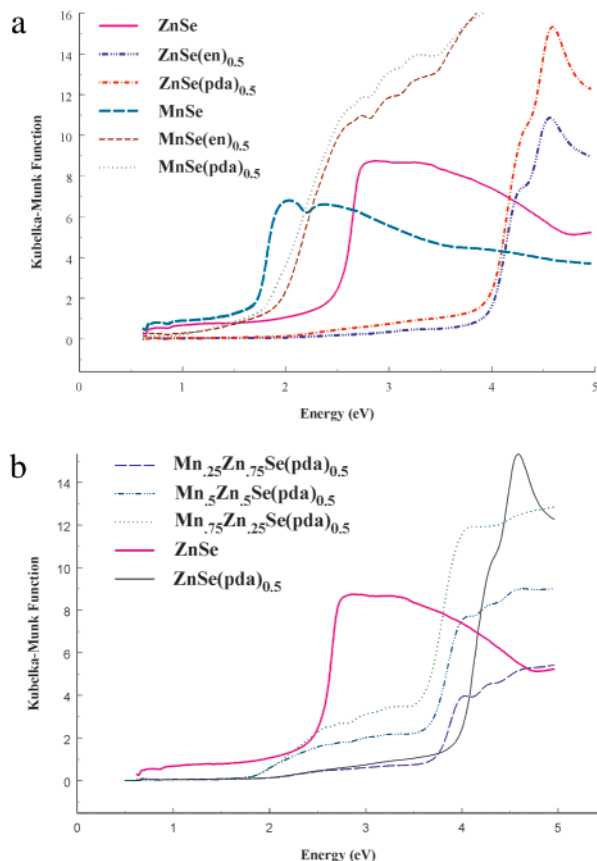 a
16
14
12
10
8
6
4
2
0
Kubelka-Munk Function
ZnSe
ZnSe(en)0.5
ZnSe(pda)0.5
MnSe
MnSe(en)0.5
MnSe(pda)0.5
0 1 2 3 4 5
Energy (eV)
b
14
12
10
8
6
4
2
0
Kubelka-Munk Function
Mn.25Zn.75Se(pda)0.5
Mn.5Zn.5Se(pda)0.5
Mn.75Zn.25Se(pda)0.5
ZnSe
ZnSe(pda)0.5
0 1 2 3 4 5
Energy (eV)